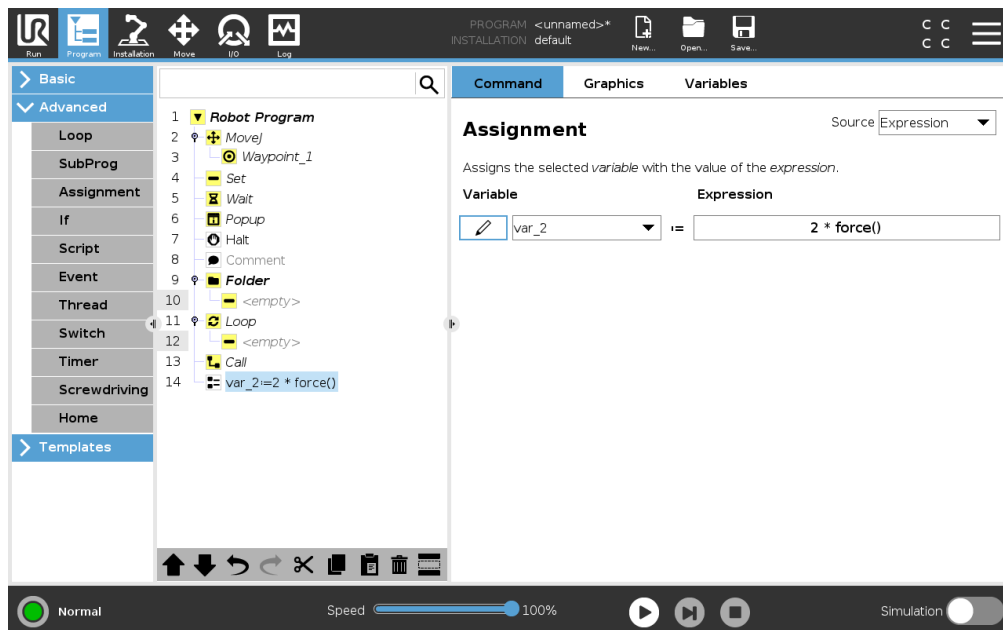 PROGRAM <unnamed>*
INSTALLATION default
UR
Run Program Installation Move I/O Log New... Open... Save...
C C
C C
Basic
Advanced
Loop
SubProg
Assignment
If
Script
Event
Thread
Switch
Timer
Screwdriving
Home
Templates
1 Robot Program
2 MoveJ
3 Waypoint_1
4 Set
5 Wait
6 Popup
7 Halt
8 Comment
9 Folder
10 <empty>
11 Loop
12 <empty>
13 Call
14 var_2:=2 * force()
Command Graphics Variables
Assignment
Source Expression
Assigns the selected variable with the value of the expression.
Variable Expression
var_2 := 2 * force()
Normal
Speed 100%
Simulation